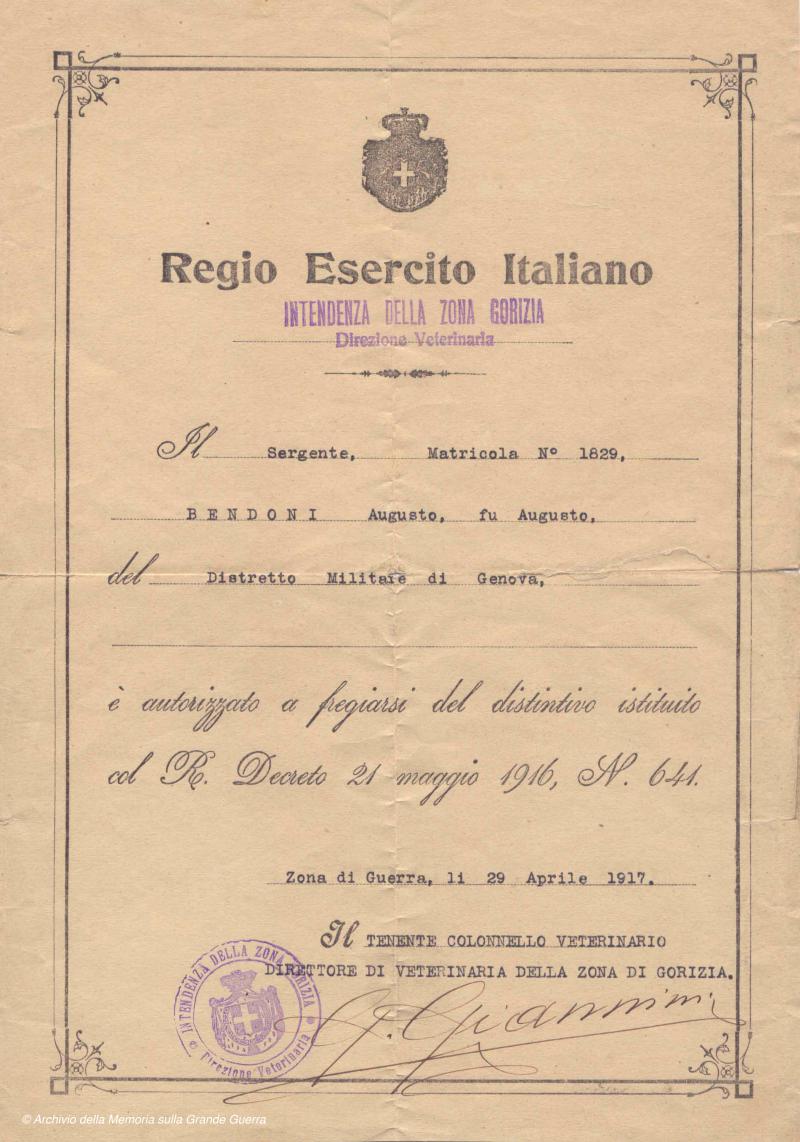 Regio Esercito Italiano
INTENDENZA DELLA ZONA GORIZIA
Direzione Veterinaria
Il Sergente, Matricola N° 1829,
BENDONI Augusto, fu Augusto,
del Distretto Militare di Genova,
è autorizzato a fregiarsi del distintivo istituito
col R. Decreto 21 maggio 1916, N. 641.
Zona di Guerra, li 29 Aprile 1917.
Il TENENTE COLONNELLO VETERINARIO
DIRETTORE DI VETERINARIA DELLA ZONA DI GORIZIA.
G. Giannini
INTENDENZA DELLA ZONA GORIZIA
Direzione Veterinaria
© Archivio della Memoria sulla Grande Guerra